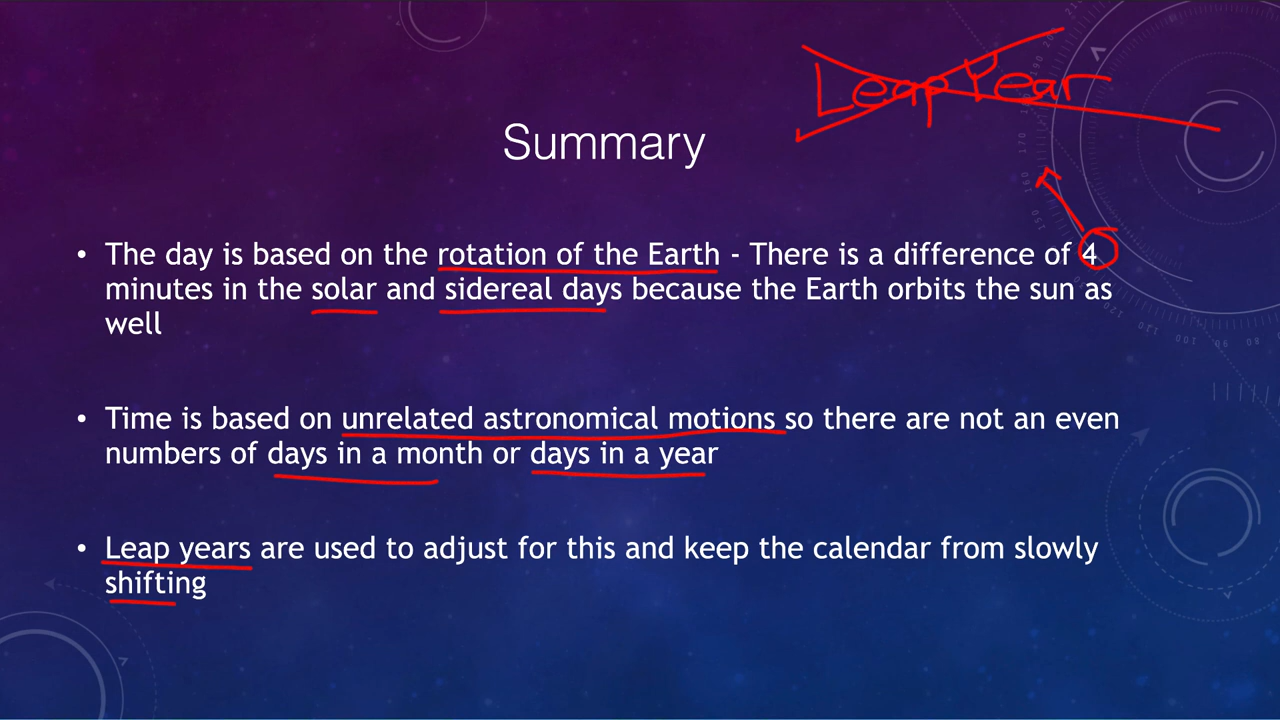 Leap Year
Summary
• The day is based on the rotation of the Earth - There is a difference of 4
minutes in the solar and sidereal days because the Earth orbits the sun as
well
• Time is based on unrelated astronomical motions so there are not an even
numbers of days in a month or days in a year
• Leap years are used to adjust for this and keep the calendar from slowly
shifting